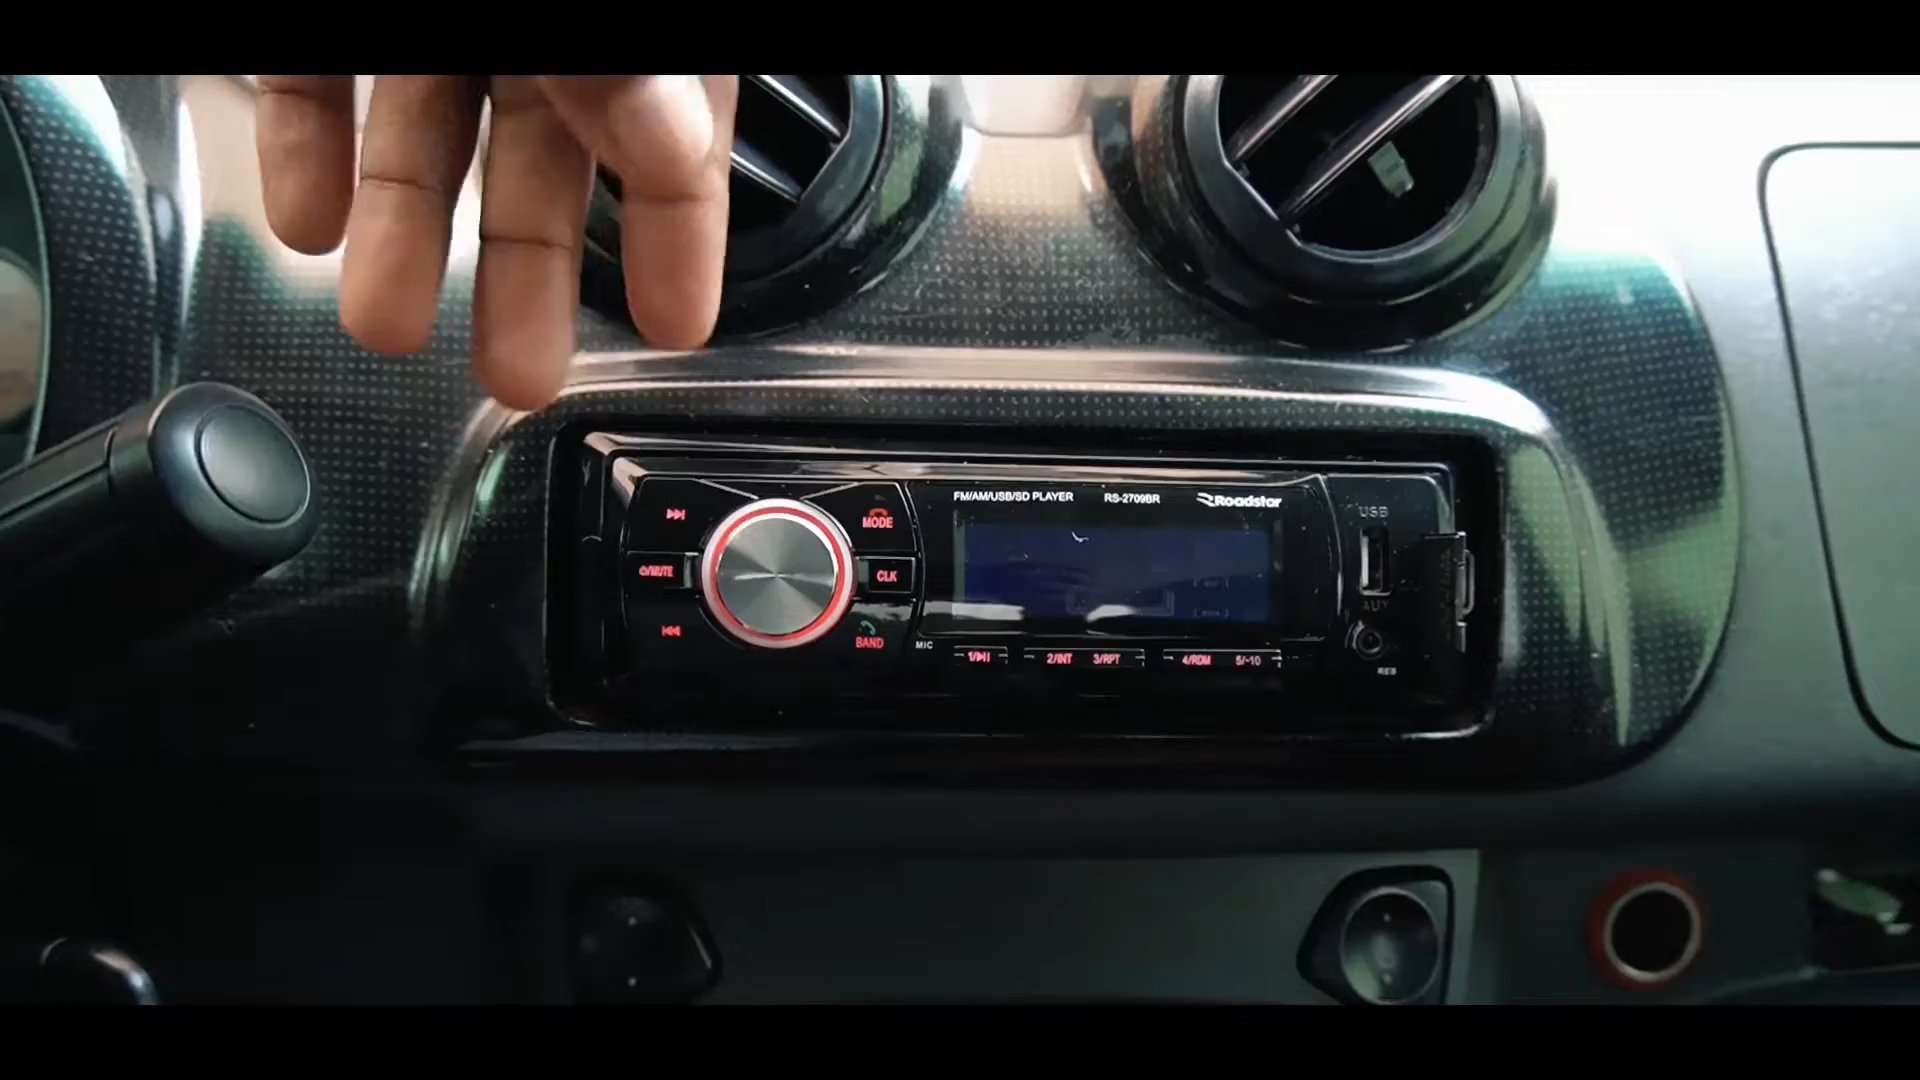 FM/AM/USB/SD PLAYER RS-2709BR Roadstar
USB
MODE
⏻/MUTE
CLK
AUX
BAND
MIC
1/▶II
2/INT
3/RPT
4/RDM
5/-10
RES